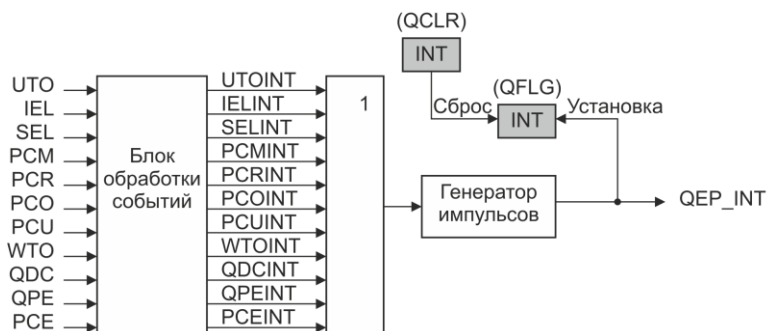 (QCLR)
INT
(QFLG)
Сброс
INT
Установка
UTO
IEL
SEL
PCM
PCR
PCO
PCU
WTO
QDC
QPE
PCE
Блок
обработки
событий
UTOINT
IELINT
SELINT
PCMINT
PCRINT
PCOINT
PCUINT
WTOINT
QDCINT
QPEINT
PCEINT
1
Генератор
импульсов
QEP_INT